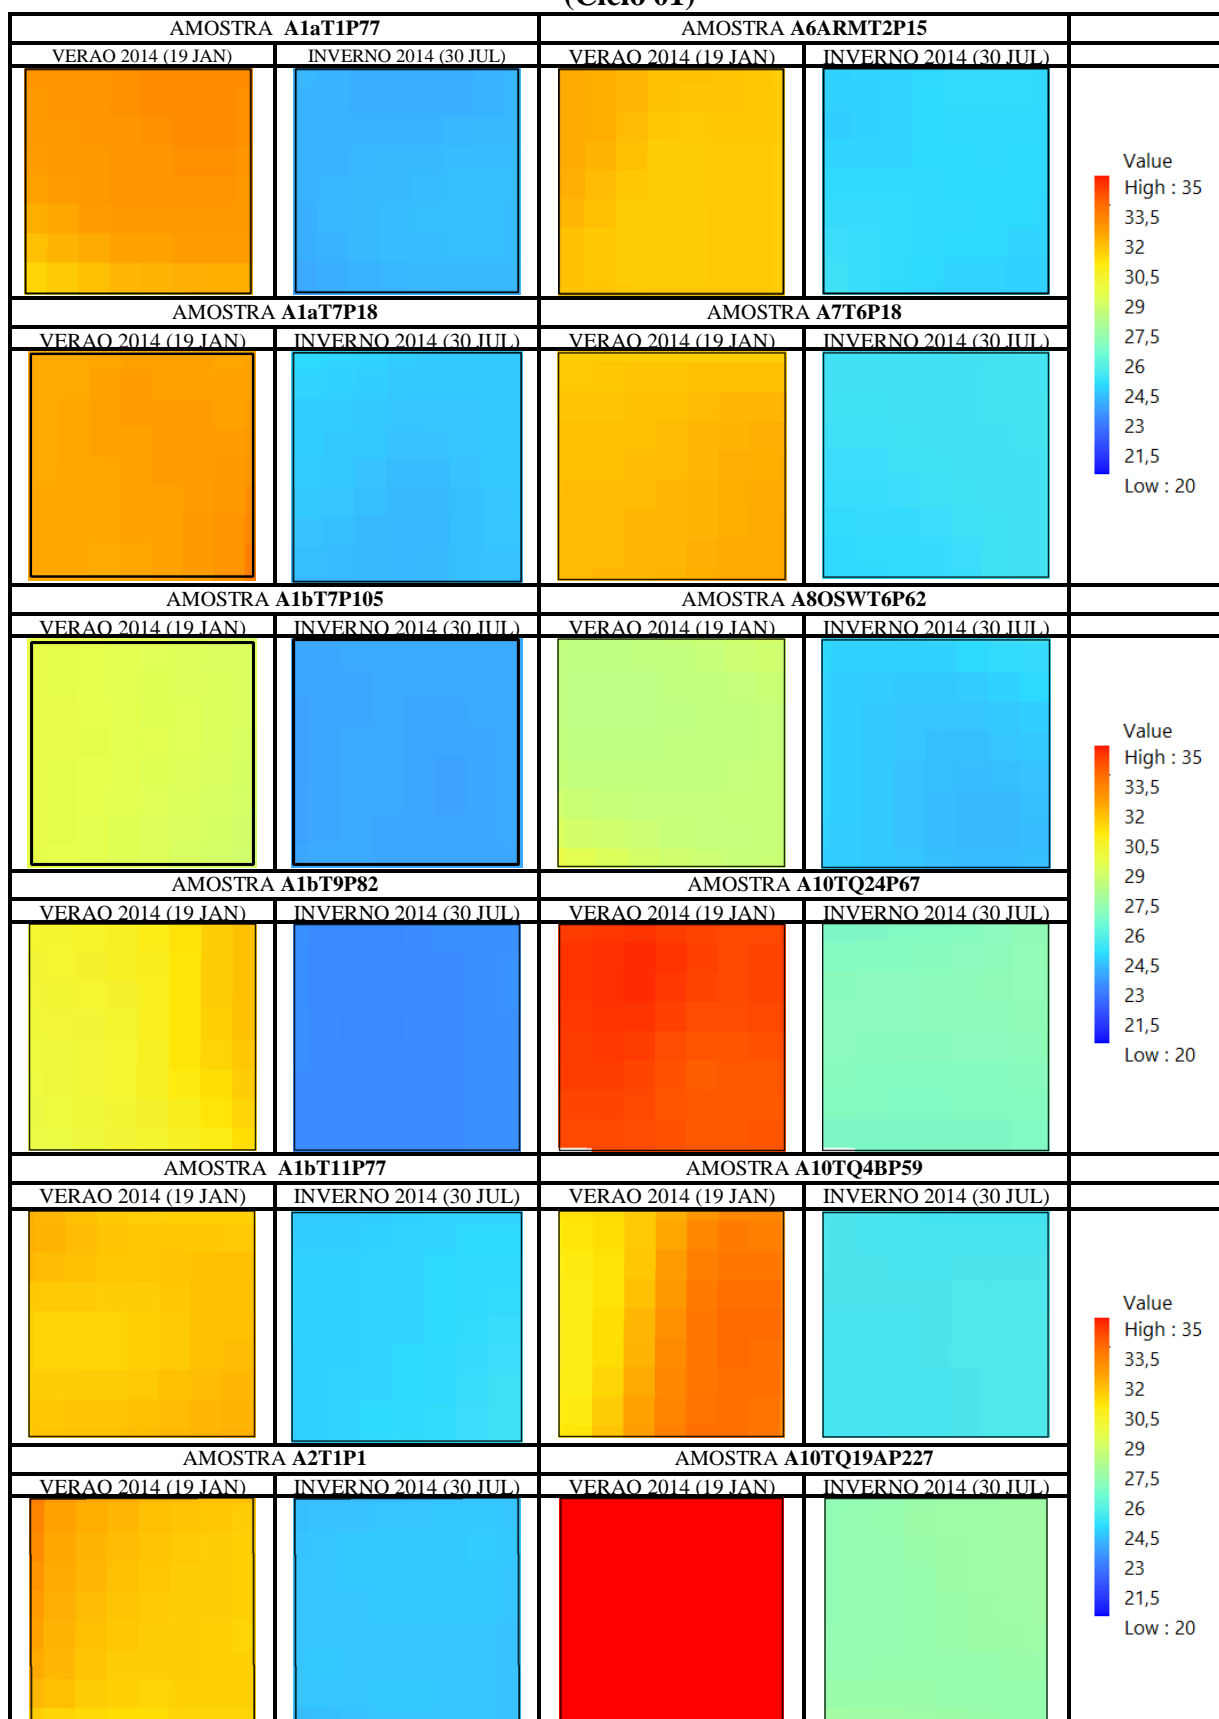 (Ciclo 01)
AMOSTRA A1aT1P77
AMOSTRA A6ARMT2P15
VERAO 2014 (19 JAN)
INVERNO 2014 (30 JUL)
VERAO 2014 (19 JAN)
INVERNO 2014 (30 JUL)
Value
High : 35
33,5
32
30,5
29
27,5
26
24,5
23
21,5
Low : 20
AMOSTRA A1aT7P18
AMOSTRA A7T6P18
VERAO 2014 (19 JAN)
INVERNO 2014 (30 JUL)
VERAO 2014 (19 JAN)
INVERNO 2014 (30 JUL)
AMOSTRA A1bT7P105
AMOSTRA A8OSWT6P62
VERAO 2014 (19 JAN)
INVERNO 2014 (30 JUL)
VERAO 2014 (19 JAN)
INVERNO 2014 (30 JUL)
Value
High : 35
33,5
32
30,5
29
27,5
26
24,5
23
21,5
Low : 20
AMOSTRA A1bT9P82
AMOSTRA A10TQ24P67
VERAO 2014 (19 JAN)
INVERNO 2014 (30 JUL)
VERAO 2014 (19 JAN)
INVERNO 2014 (30 JUL)
AMOSTRA A1bT11P77
AMOSTRA A10TQ4BP59
VERAO 2014 (19 JAN)
INVERNO 2014 (30 JUL)
VERAO 2014 (19 JAN)
INVERNO 2014 (30 JUL)
Value
High : 35
33,5
32
30,5
29
27,5
26
24,5
23
21,5
Low : 20
AMOSTRA A2T1P1
AMOSTRA A10TQ19AP227
VERAO 2014 (19 JAN)
INVERNO 2014 (30 JUL)
VERAO 2014 (19 JAN)
INVERNO 2014 (30 JUL)